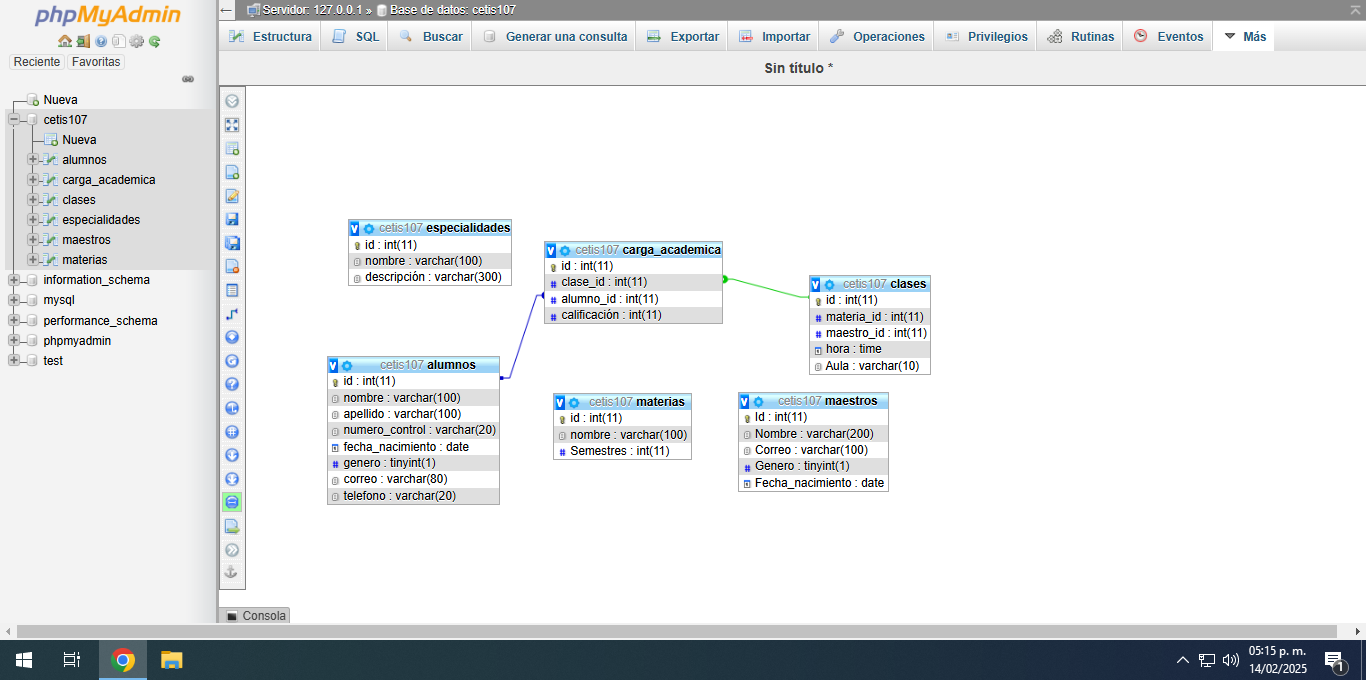 phpMyAdmin
Reciente Favoritas
Nueva
cetis107
Nueva
alumnos
carga_academica
clases
especialidades
maestros
materias
information_schema
mysql
performance_schema
phpmyadmin
test
Servidor: 127.0.0.1 » Base de datos: cetis107
Estructura SQL Buscar Generar una consulta Exportar Importar Operaciones Privilegios Rutinas Eventos Más
Sin título *
cetis107 especialidades
id : int(11)
nombre : varchar(100)
descripción : varchar(300)
cetis107 carga_academica
id : int(11)
clase_id : int(11)
alumno_id : int(11)
calificación : int(11)
cetis107 clases
id : int(11)
materia_id : int(11)
maestro_id : int(11)
hora : time
Aula : varchar(10)
cetis107 alumnos
id : int(11)
nombre : varchar(100)
apellido : varchar(100)
numero_control : varchar(20)
fecha_nacimiento : date
genero : tinyint(1)
correo : varchar(80)
telefono : varchar(20)
cetis107 materias
id : int(11)
nombre : varchar(100)
Semestres : int(11)
cetis107 maestros
Id : int(11)
Nombre : varchar(200)
Correo : varchar(100)
Genero : tinyint(1)
Fecha_nacimiento : date
Consola
05:15 p. m.
14/02/2025
1